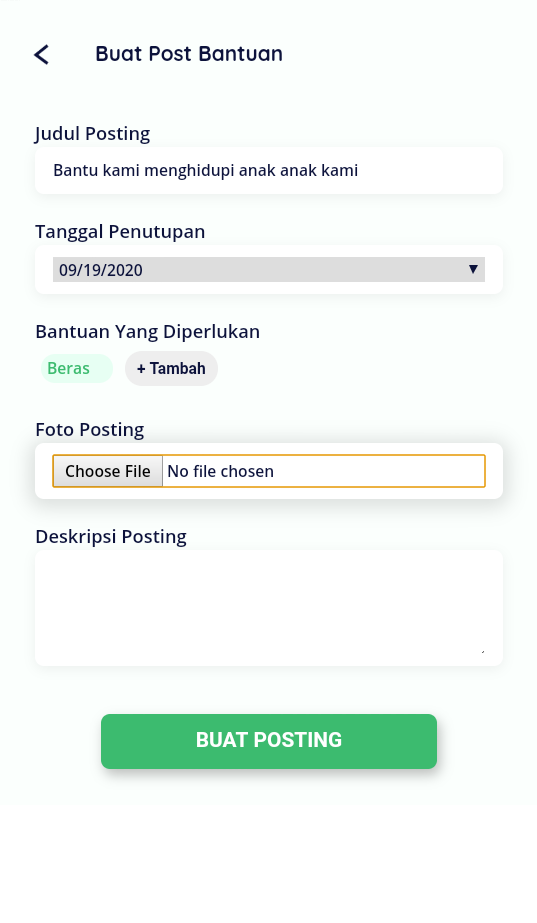 Buat Post Bantuan
Judul Posting
Bantu kami menghidupi anak anak kami
Tanggal Penutupan
09/19/2020 ▼
Bantuan Yang Diperlukan
Beras + Tambah
Foto Posting
Choose File No file chosen
Deskripsi Posting
BUAT POSTING